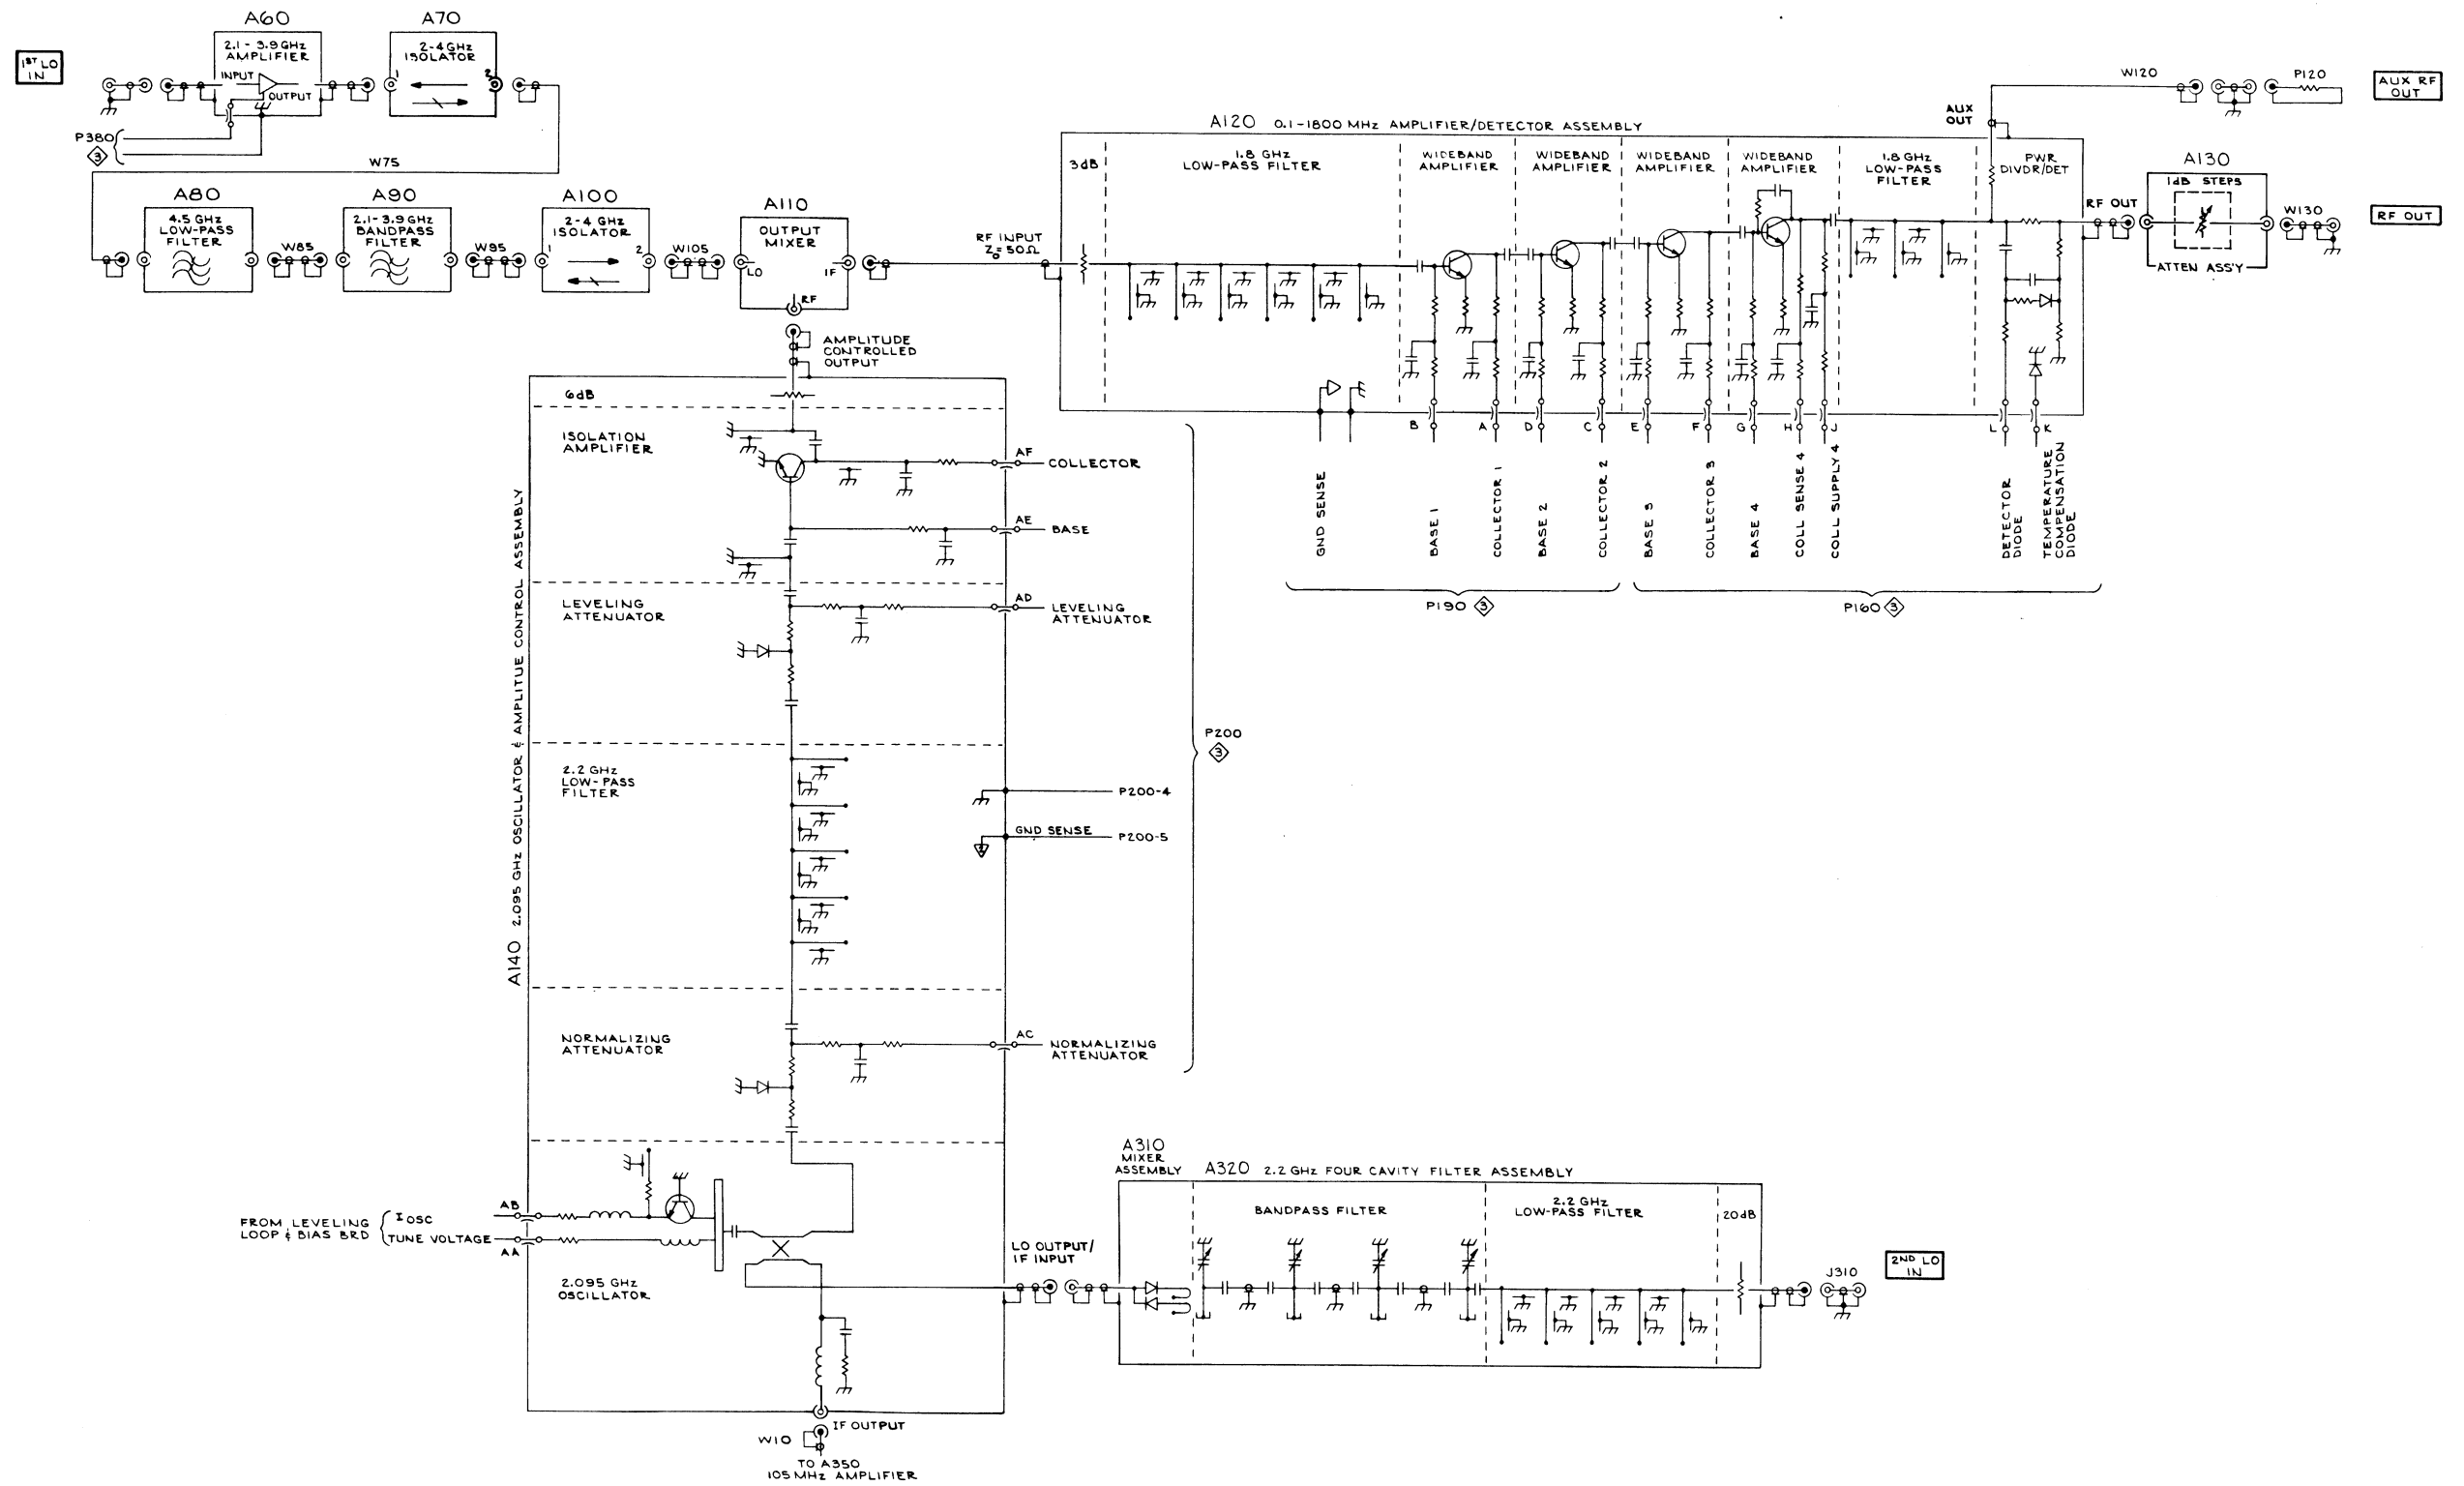 1ST LO
IN
A60
2.1-3.9GHz
AMPLIFIER
INPUT
OUTPUT
P380
3
A70
2-4GHz
ISOLATOR
1
2
W75
A80
4.5 GHz
LOW-PASS
FILTER
W85
A90
2.1-3.9GHz
BANDPASS
FILTER
W95
A100
2-4 GHz
ISOLATOR
1
2
W105
A110
OUTPUT
MIXER
LO
IF
RF
AMPLITUDE
CONTROLLED
OUTPUT
RF INPUT
Zo=50Ω
A120 0.1-1800 MHz AMPLIFIER/DETECTOR ASSEMBLY
3dB
1.8 GHz
LOW-PASS FILTER
WIDEBAND
AMPLIFIER
WIDEBAND
AMPLIFIER
WIDEBAND
AMPLIFIER
WIDEBAND
AMPLIFIER
1.8 GHz
LOW-PASS
FILTER
PWR
DIVDR/DET
AUX
OUT
W120
P120
AUX RF
OUT
RF OUT
A130
1dB STEPS
ATTEN ASS'Y
W130
RF OUT
B
A
D
C
E
F
G
H
J
L
K
GND SENSE
BASE 1
COLLECTOR 1
BASE 2
COLLECTOR 2
BASE 3
COLLECTOR 3
BASE 4
COLL SENSE 4
COLL SUPPLY 4
DETECTOR
DIODE
TEMPERATURE
COMPENSATION
DIODE
P190 3
P160 3
A140 2.095 GHz OSCILLATOR & AMPLITUE CONTROL ASSEMBLY
6dB
ISOLATION
AMPLIFIER
AF
COLLECTOR
AE
BASE
LEVELING
ATTENUATOR
AD
LEVELING
ATTENUATOR
P200
3
2.2 GHz
LOW-PASS
FILTER
P200-4
GND SENSE
P200-5
NORMALIZING
ATTENUATOR
AC
NORMALIZING
ATTENUATOR
FROM LEVELING
LOOP & BIAS BRD
AB
I OSC
TUNE VOLTAGE
AA
2.095 GHz
OSCILLATOR
LO OUTPUT/
IF INPUT
IF OUTPUT
W10
TO A350
105 MHz AMPLIFIER
A310
MIXER
ASSEMBLY
A320 2.2 GHz FOUR CAVITY FILTER ASSEMBLY
BANDPASS FILTER
2.2 GHz
LOW-PASS FILTER
20dB
J310
2ND LO
IN